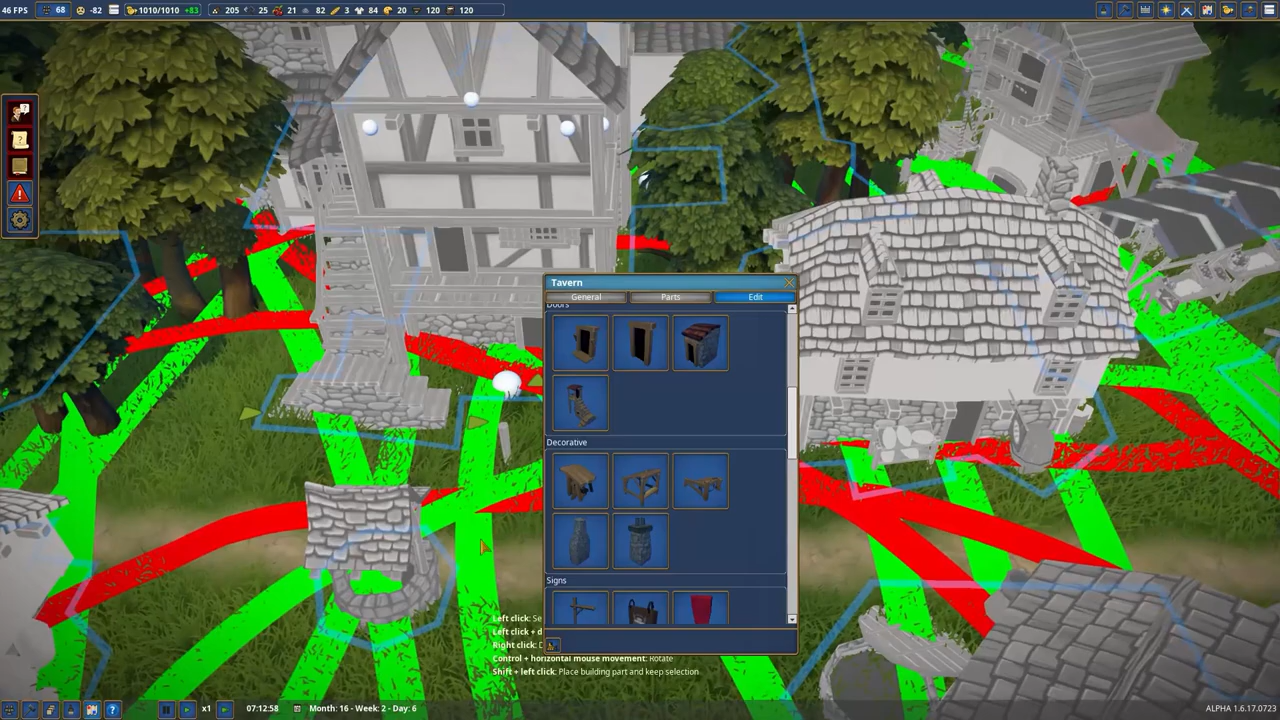 46 FPS
68
-82
1010/1010 +83
205
25
21
82
3
84
20
120
120
Tavern
General
Parts
Edit
Doors
Decorative
Signs
Left click: Se
Left click + d
Right click: D
Control + horizontal mouse movement: Rotate
Shift + left click: Place building part and keep selection
x1
07:12:58
Month: 16 - Week: 2 - Day: 6
ALPHA 1.6.17.0723